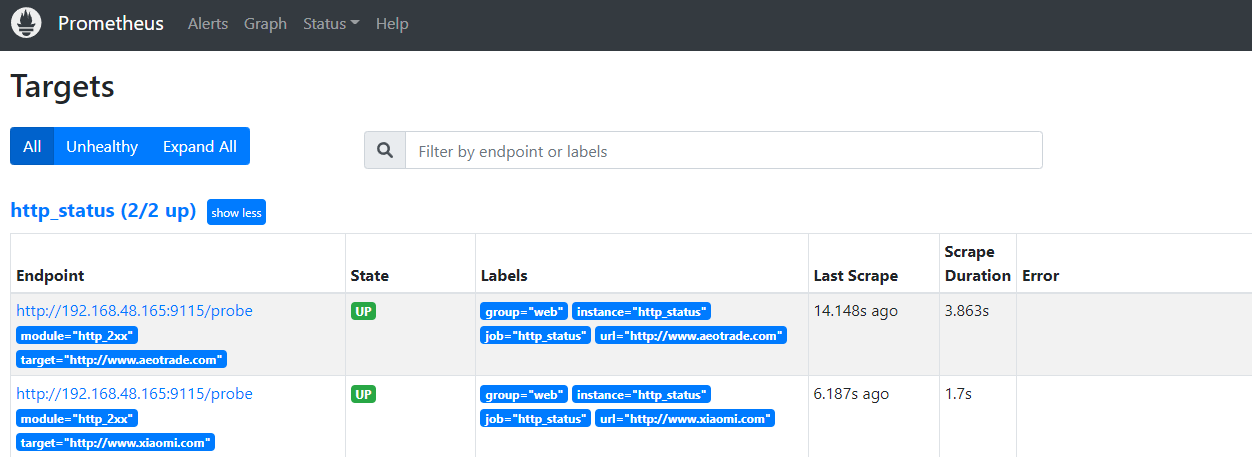 Prometheus Alerts Graph Status Help
Targets
All Unhealthy Expand All Filter by endpoint or labels
http_status (2/2 up) show less
Endpoint State Labels Last Scrape Scrape Duration Error
http://192.168.48.165:9115/probe UP group="web" instance="http_status" 14.148s ago 3.863s
module="http_2xx" job="http_status" url="http://www.aeotrade.com"
target="http://www.aeotrade.com"
http://192.168.48.165:9115/probe UP group="web" instance="http_status" 6.187s ago 1.7s
module="http_2xx" job="http_status" url="http://www.xiaomi.com"
target="http://www.xiaomi.com"